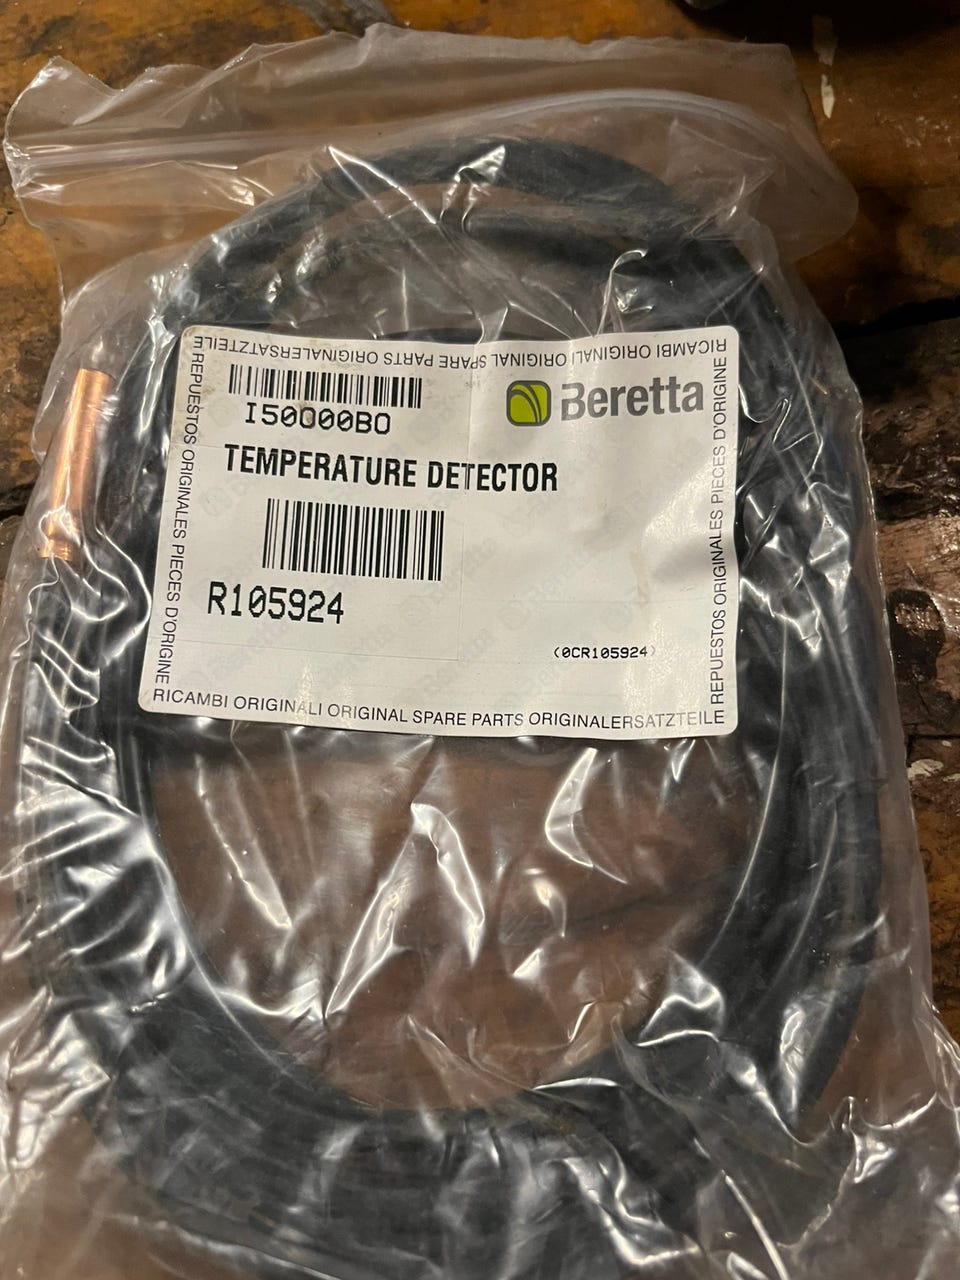 RICAMBI ORIGINALI ORIGINAL SPARE PARTS ORIGINALERSATZTEILE
I50000B0
Beretta
TEMPERATURE DETECTOR
R105924
(0CR105924)
REPUESTOS ORIGINALES PIECES D'ORIGINE
REPUESTOS ORIGINALES PIECES D'ORIGINE
RICAMBI ORIGINALI ORIGINAL SPARE PARTS ORIGINALERSATZTEILE